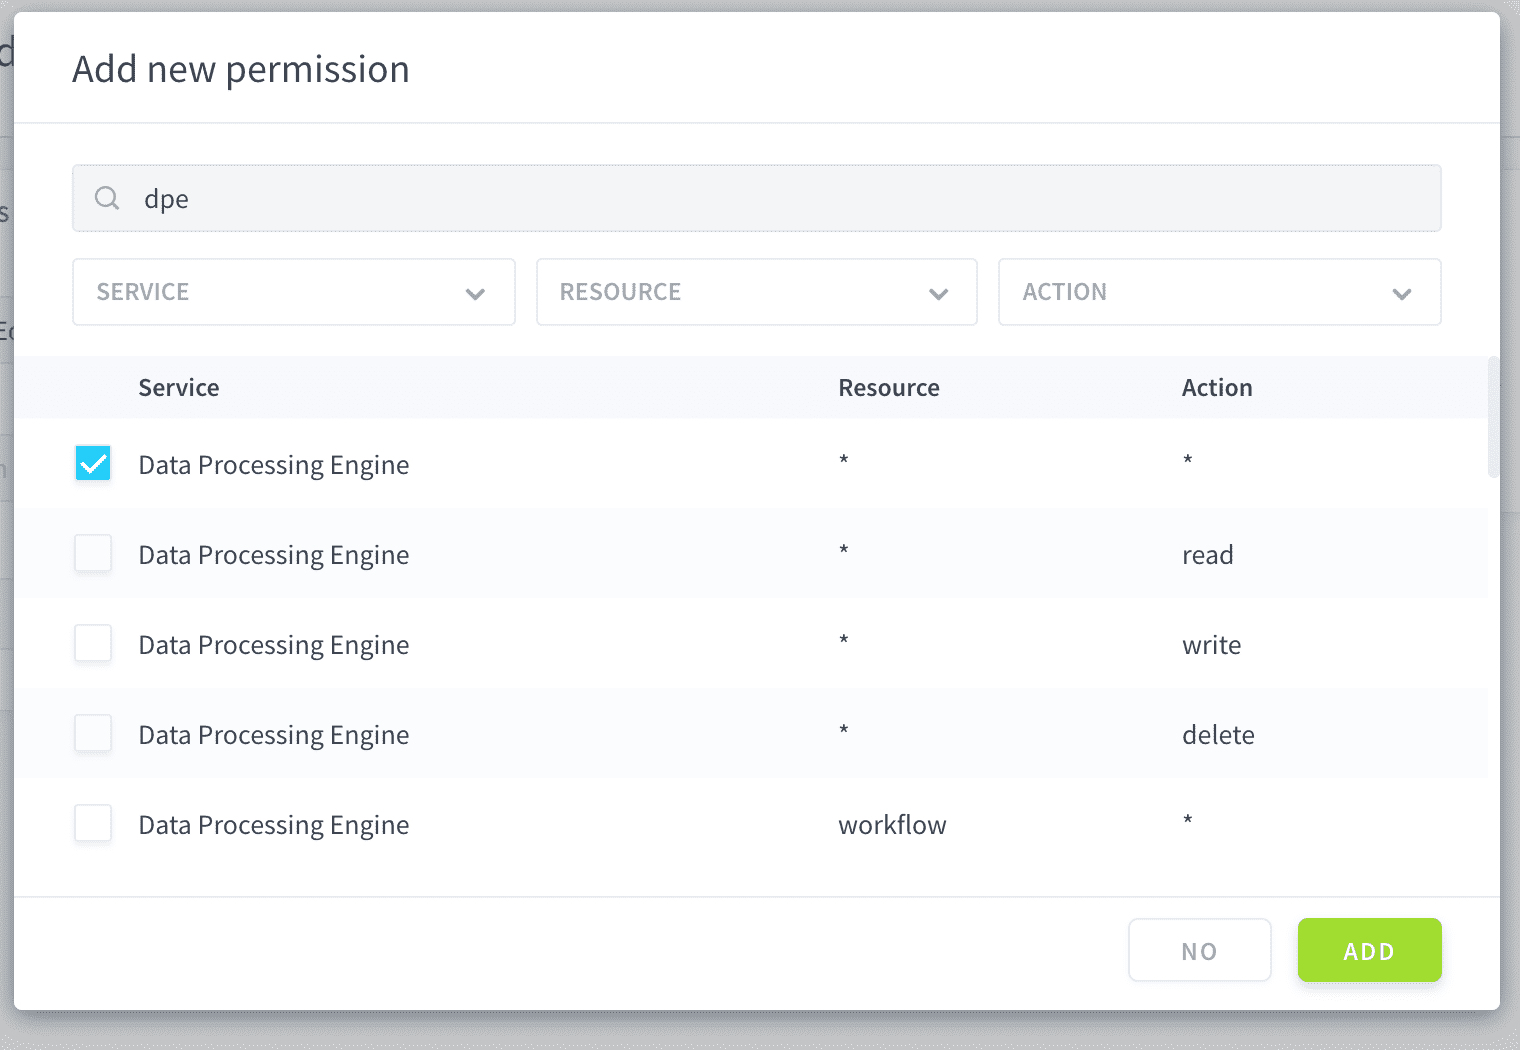 Add new permission
dpe
SERVICE RESOURCE ACTION
Service Resource Action
Data Processing Engine * *
Data Processing Engine * read
Data Processing Engine * write
Data Processing Engine * delete
Data Processing Engine workflow *
NO ADD